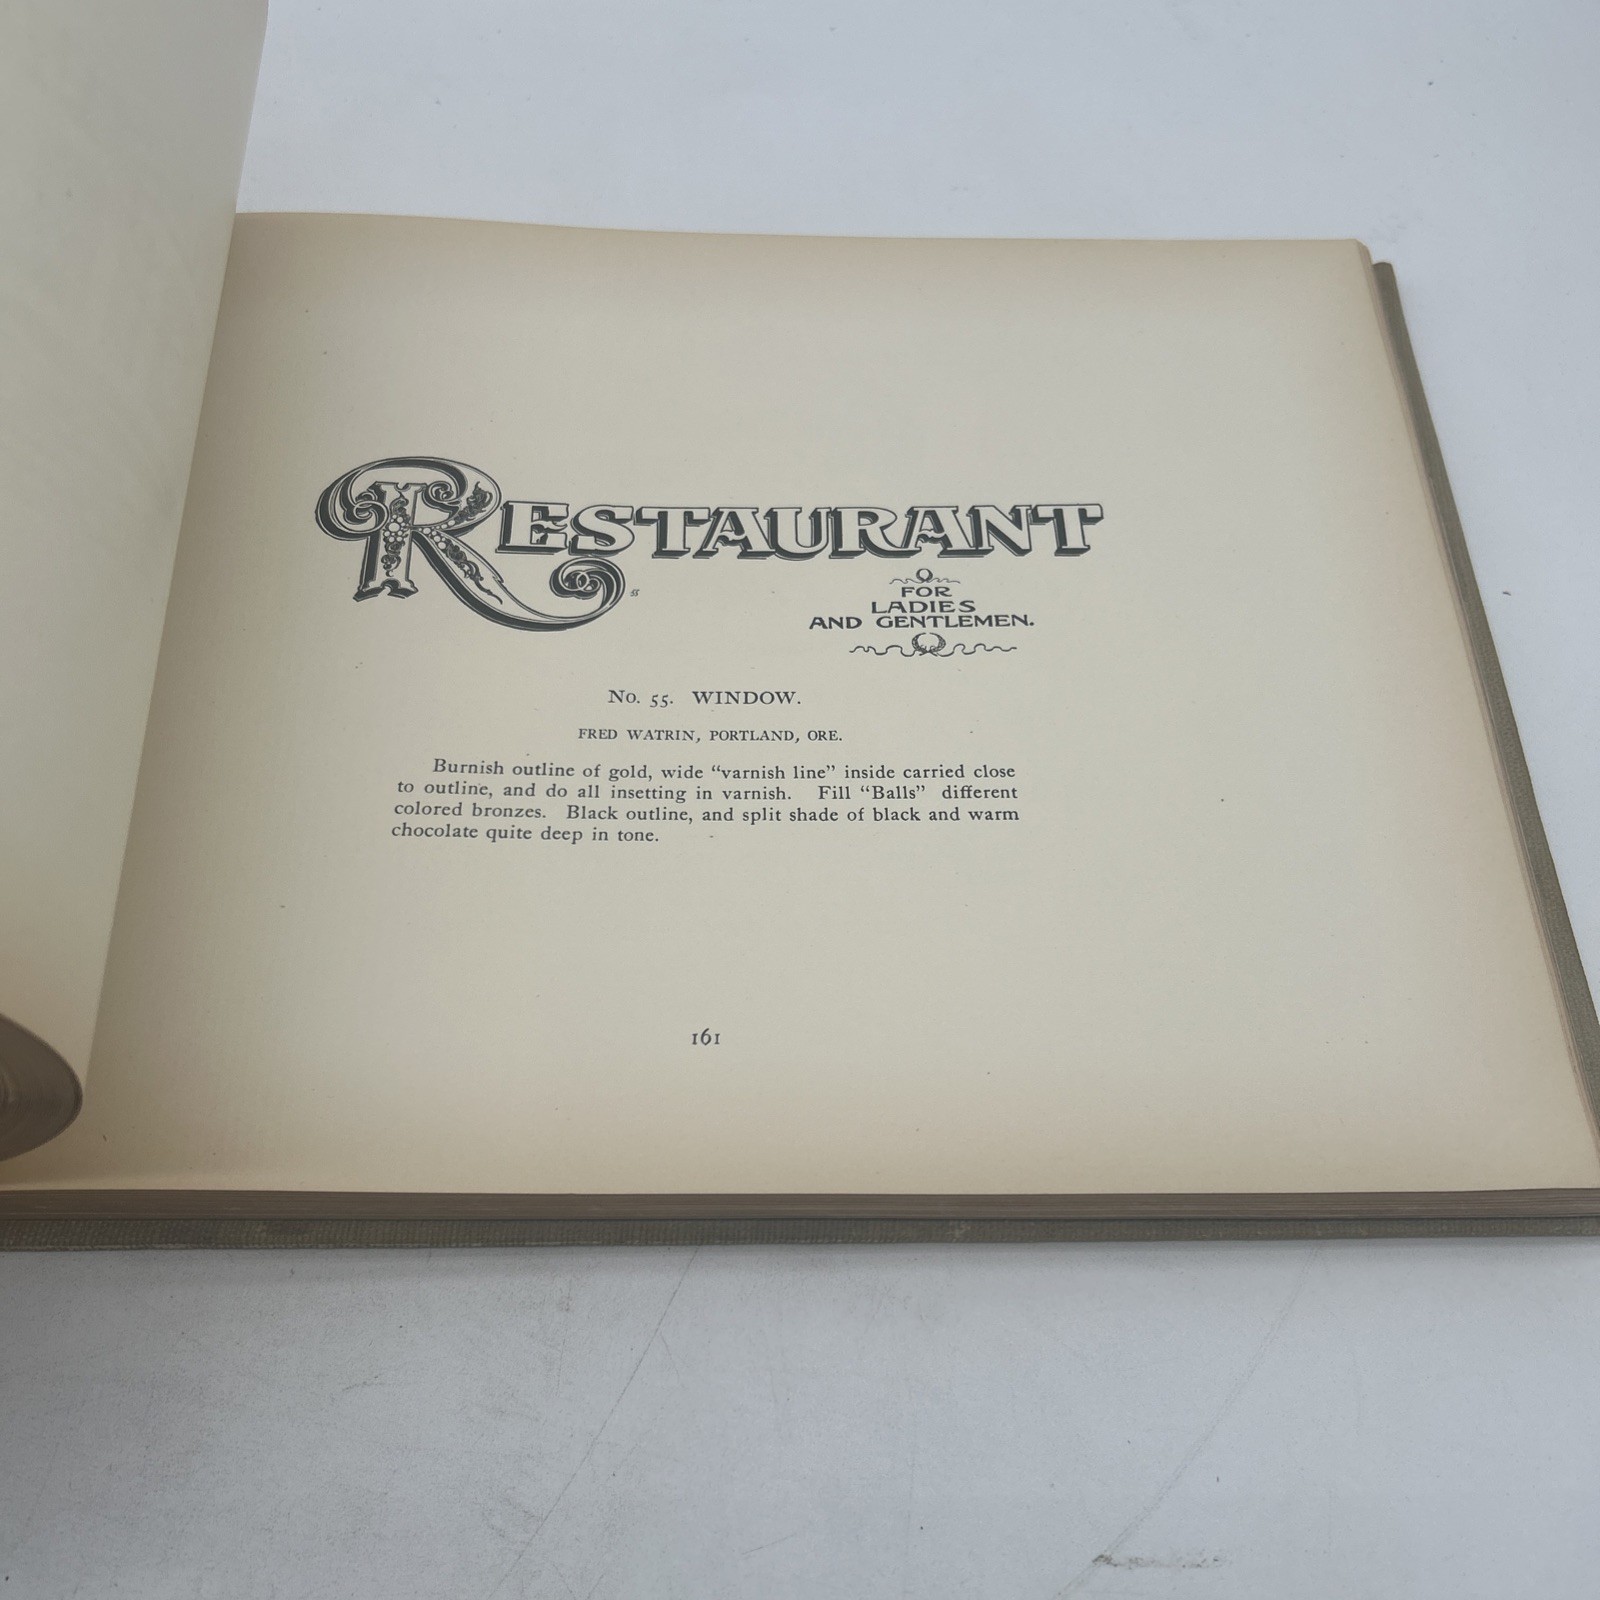 RESTAURANT
55
FOR
LADIES
AND GENTLEMEN.
No. 55. WINDOW.
FRED WATRIN, PORTLAND, ORE.
Burnish outline of gold, wide "varnish line" inside carried close
to outline, and do all insetting in varnish. Fill "Balls" different
colored bronzes. Black outline, and split shade of black and warm
chocolate quite deep in tone.
161